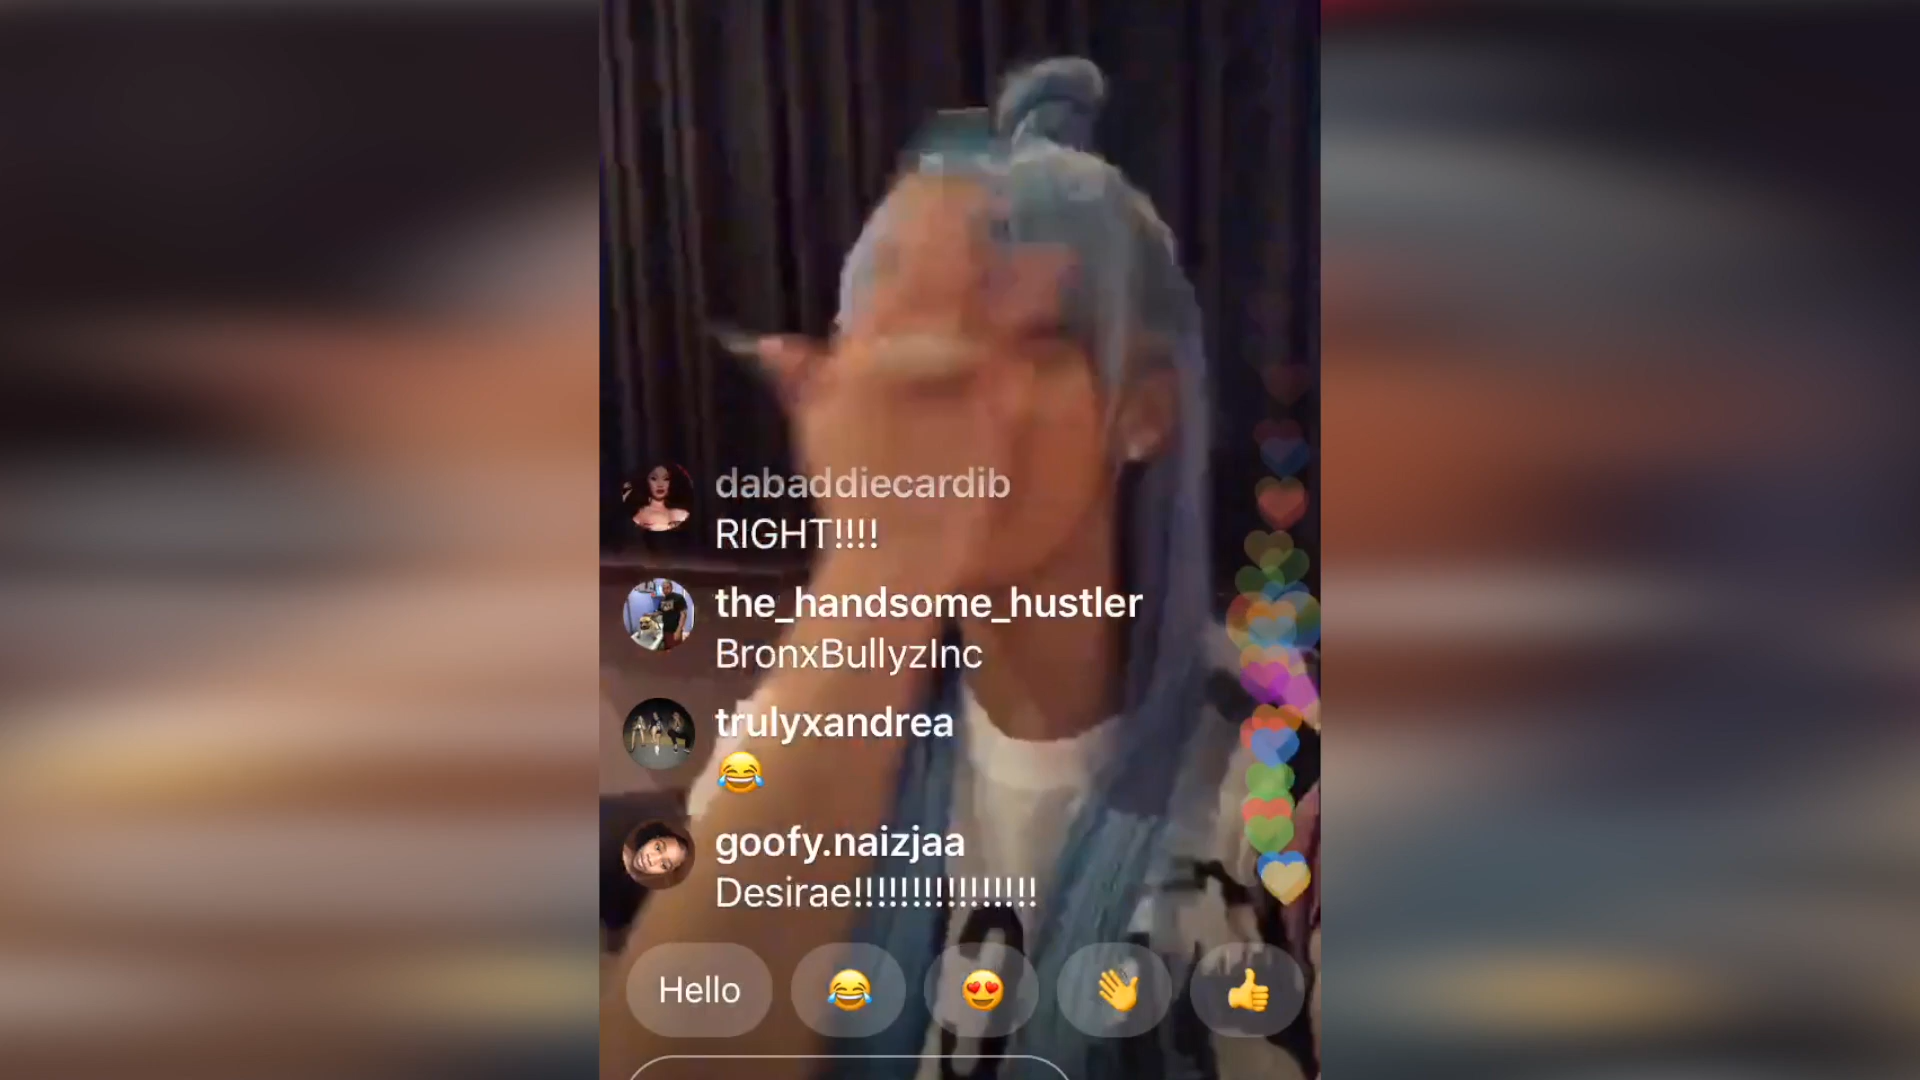 dabaddiecardib
RIGHT!!!!
the_handsome_hustler
BronxBullyzInc
trulyxandrea
😂
goofy.naizjaa
Desirae!!!!!!!!!!!!!!!!
Hello 😂 😍 👋 👍